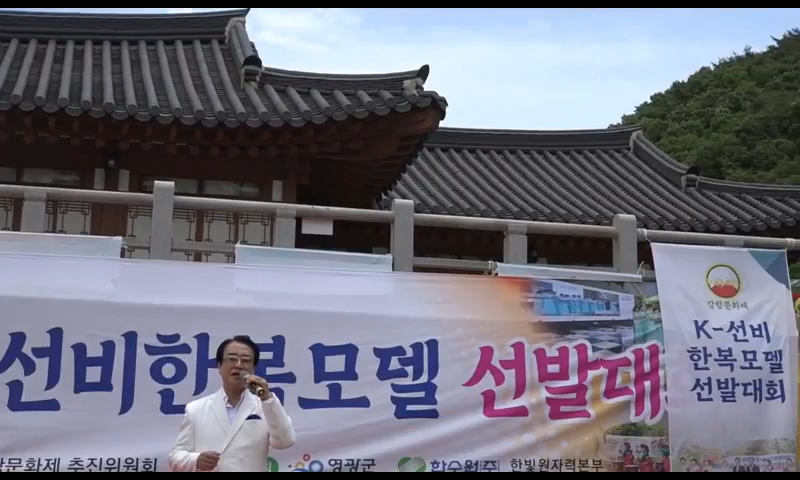 선비한복모델 선발대
문화제 추진위원회
영광군
한수원㈜ 한빛원자력본부
강항문화제
K-선비
한복모델
선발대회